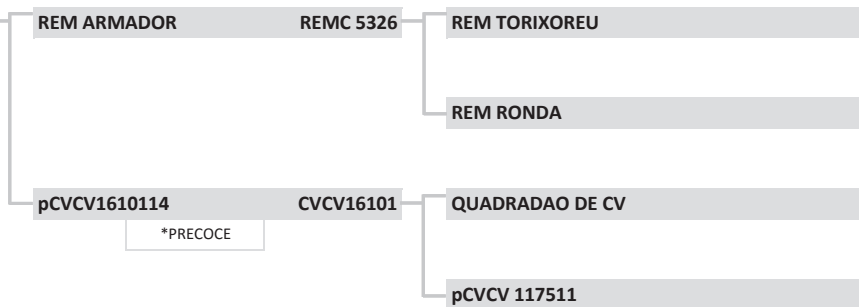 REM ARMADOR REMC 5326 REM TORIXOREU
REM RONDA
pCVCV1610114 CVCV16101 QUADRADAO DE CV
*PRECOCE
pCVCV 117511